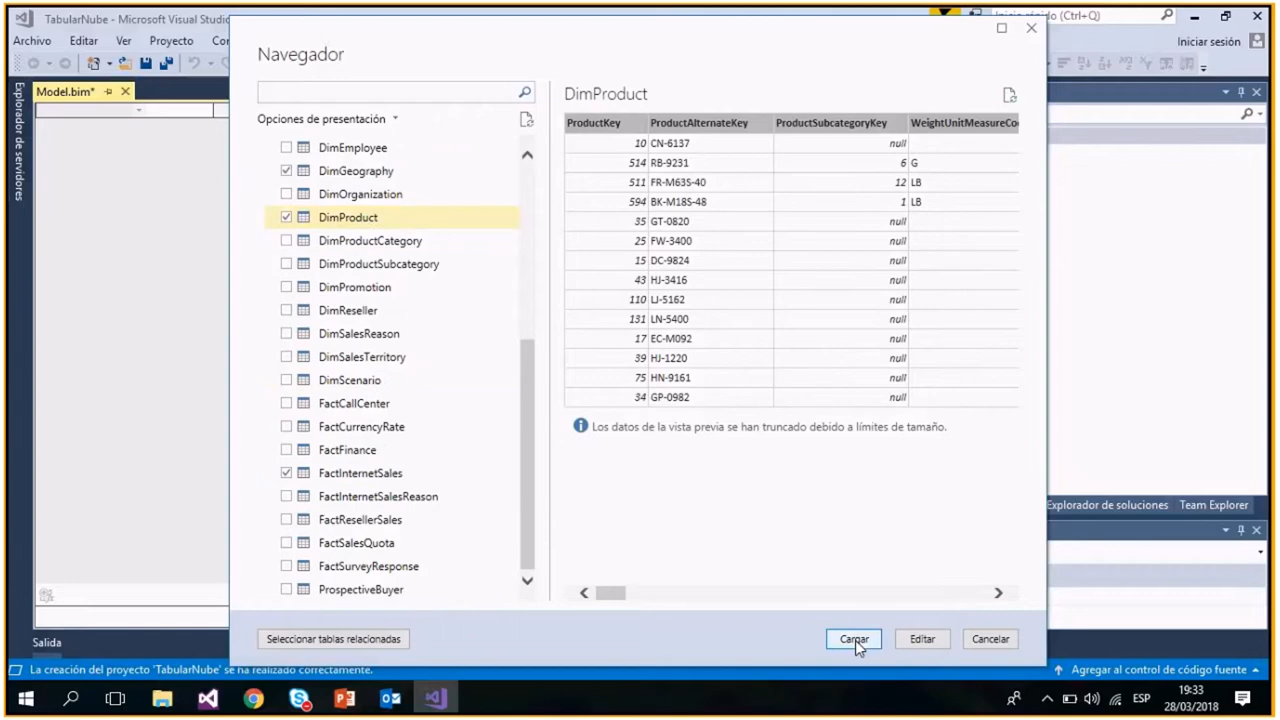 TabularNube - Microsoft Visual Studio
Inicio rápido (Ctrl+Q)
Archivo Editar Ver Proyecto
Iniciar sesión
Explorador de servidores
Model.bim*
Navegador
Opciones de presentación
DimEmployee
DimGeography
DimOrganization
DimProduct
DimProductCategory
DimProductSubcategory
DimPromotion
DimReseller
DimSalesReason
DimSalesTerritory
DimScenario
FactCallCenter
FactCurrencyRate
FactFinance
FactInternetSales
FactInternetSalesReason
FactResellerSales
FactSalesQuota
FactSurveyResponse
ProspectiveBuyer
Seleccionar tablas relacionadas
DimProduct
ProductKey ProductAlternateKey ProductSubcategoryKey WeightUnitMeasureCo
10 CN-6137 null
514 RB-9231 6 G
511 FR-M63S-40 12 LB
594 BK-M18S-48 1 LB
35 GT-0820 null
25 FW-3400 null
15 DC-9824 null
43 HJ-3416 null
110 LJ-5162 null
131 LN-5400 null
17 EC-M092 null
39 HJ-1220 null
75 HN-9161 null
34 GP-0982 null
Los datos de la vista previa se han truncado debido a límites de tamaño.
Cargar Editar Cancelar
Explorador de soluciones Team Explorer
Salida
La creación del proyecto 'TabularNube' se ha realizado correctamente.
Agregar al control de código fuente
ESP
19:33
28/03/2018